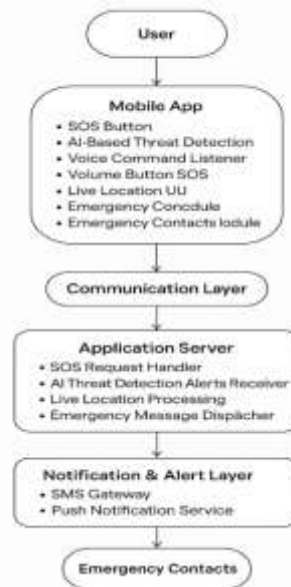 User
Mobile App
• SOS Button
• AI-Based Threat Detection
• Voice Command Listener
• Volume Button SOS
• Live Location UU
• Emergency Concdule
• Emergency Contacts lodule
Communication Layer
Application Server
• SOS Request Handler
• AI Threat Detection Alerts Receiver
• Live Location Processing
• Emergency Message Dispàcher
Notification & Alert Layer
• SMS Gateway
• Push Notification Service
Emergency Contacts